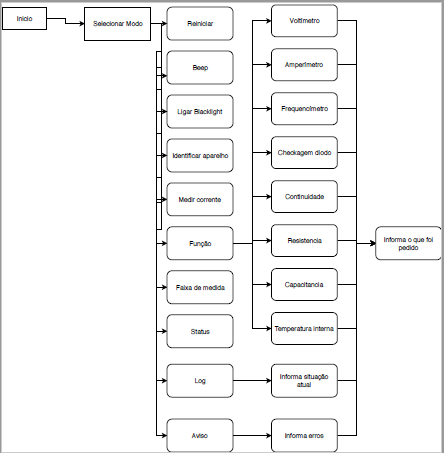 Inicio
Selecionar Modo
Reiniciar
Beep
Ligar Blacklight
Identificar aparelho
Medir corrente
Função
Faixa de medida
Status
Log
Aviso
Voltímetro
Amperímetro
Frequencímetro
Checkagem diodo
Continuidade
Resistencia
Capacitancia
Temperatura interna
Informa situação
atual
Informa erros
Informa o que foi
pedido